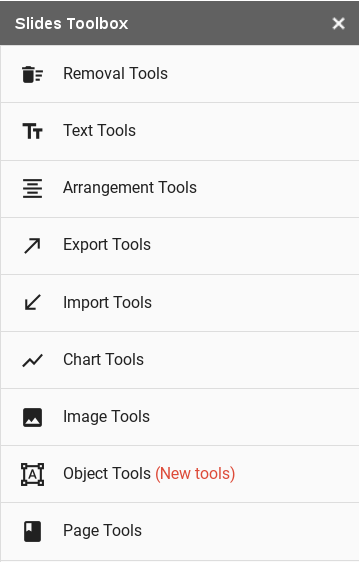 Slides Toolbox
Removal Tools
Text Tools
Arrangement Tools
Export Tools
Import Tools
Chart Tools
Image Tools
Object Tools (New tools)
Page Tools